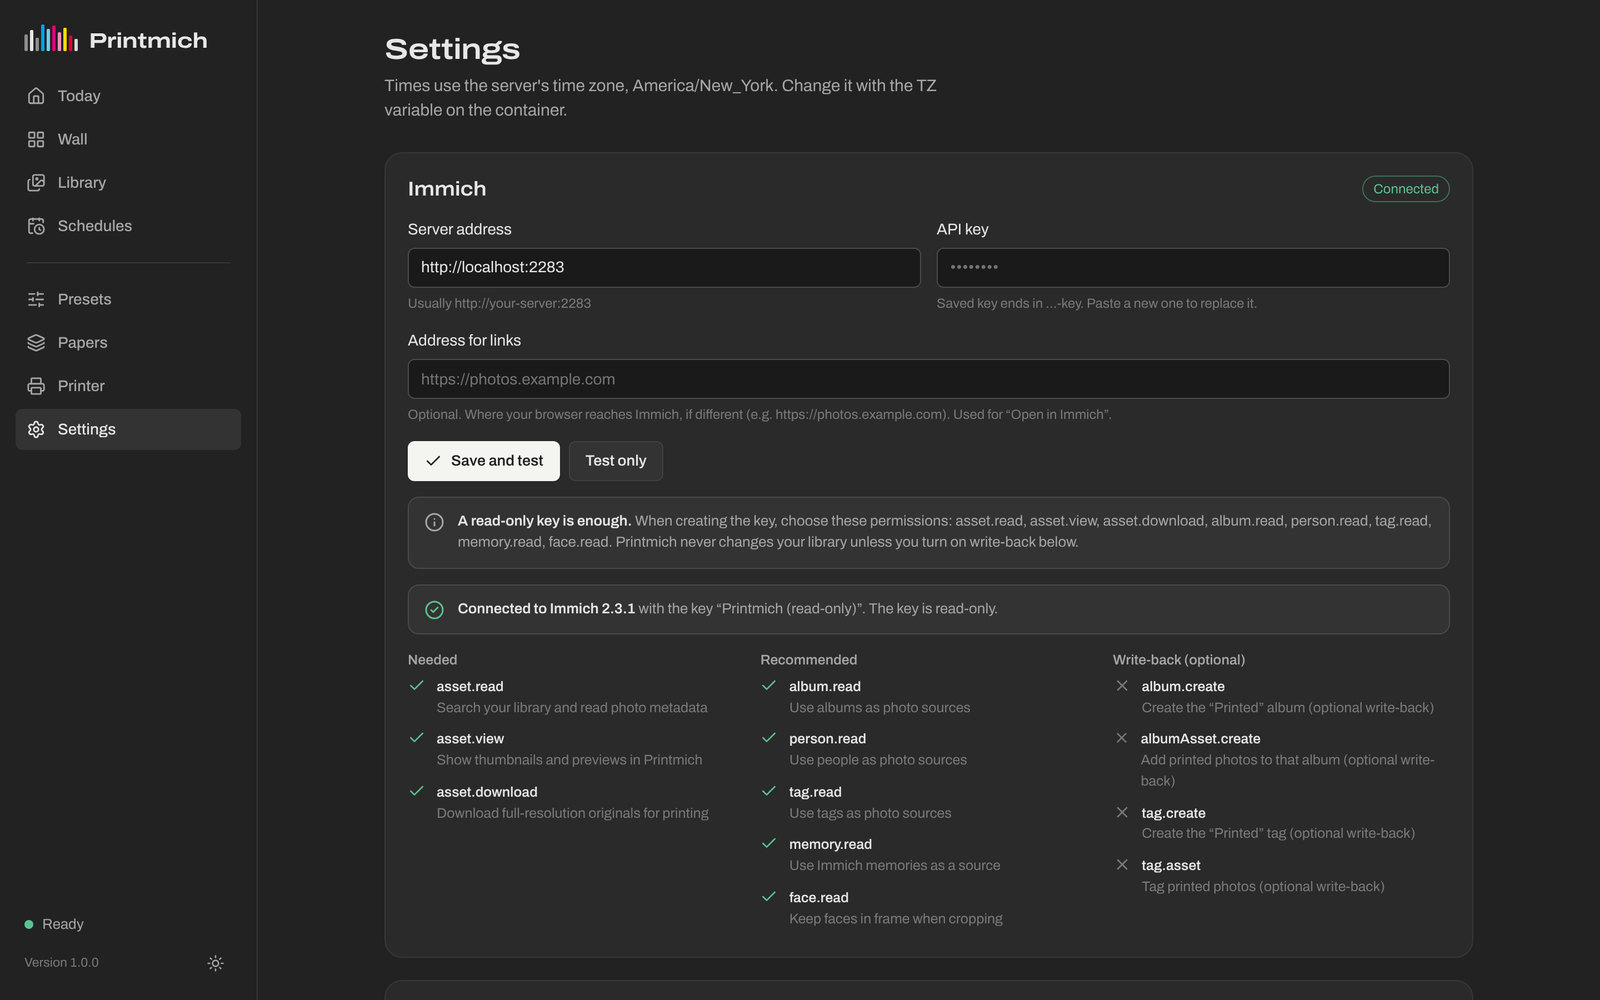 Printmich
Today
Wall
Library
Schedules
Presets
Papers
Printer
Settings
Ready
Version 1.0.0
Settings
Times use the server's time zone, America/New_York. Change it with the TZ
variable on the container.
Immich
Connected
Server address
API key
http://localhost:2283
••••••••
Usually http://your-server:2283
Saved key ends in …-key. Paste a new one to replace it.
Address for links
https://photos.example.com
Optional. Where your browser reaches Immich, if different (e.g. https://photos.example.com). Used for “Open in Immich”.
Save and test
Test only
A read-only key is enough. When creating the key, choose these permissions: asset.read, asset.view, asset.download, album.read, person.read, tag.read,
memory.read, face.read. Printmich never changes your library unless you turn on write-back below.
Connected to Immich 2.3.1 with the key “Printmich (read-only)”. The key is read-only.
Needed
asset.read
Search your library and read photo metadata
asset.view
Show thumbnails and previews in Printmich
asset.download
Download full-resolution originals for printing
Recommended
album.read
Use albums as photo sources
person.read
Use people as photo sources
tag.read
Use tags as photo sources
memory.read
Use Immich memories as a source
face.read
Keep faces in frame when cropping
Write-back (optional)
album.create
Create the “Printed” album (optional write-back)
albumAsset.create
Add printed photos to that album (optional write-
back)
tag.create
Create the “Printed” tag (optional write-back)
tag.asset
Tag printed photos (optional write-back)